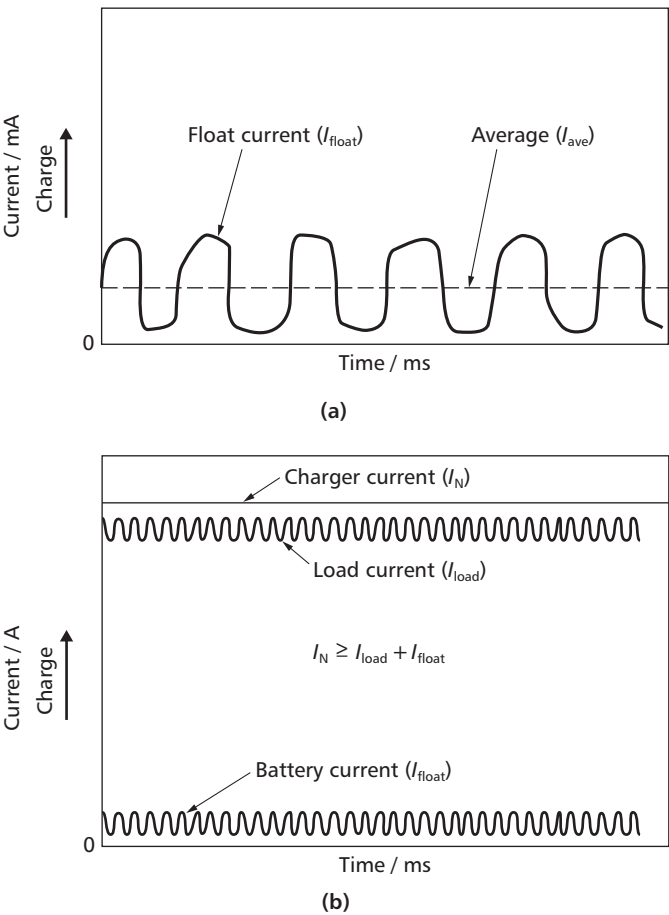 Current / mA
Charge
Float current (I_float)
Average (I_ave)
0
Time / ms
(a)
Current / A
Charge
Charger current (I_N)
Load current (I_load)
I_N ≥ I_load + I_float
Battery current (I_float)
0
Time / ms
(b)